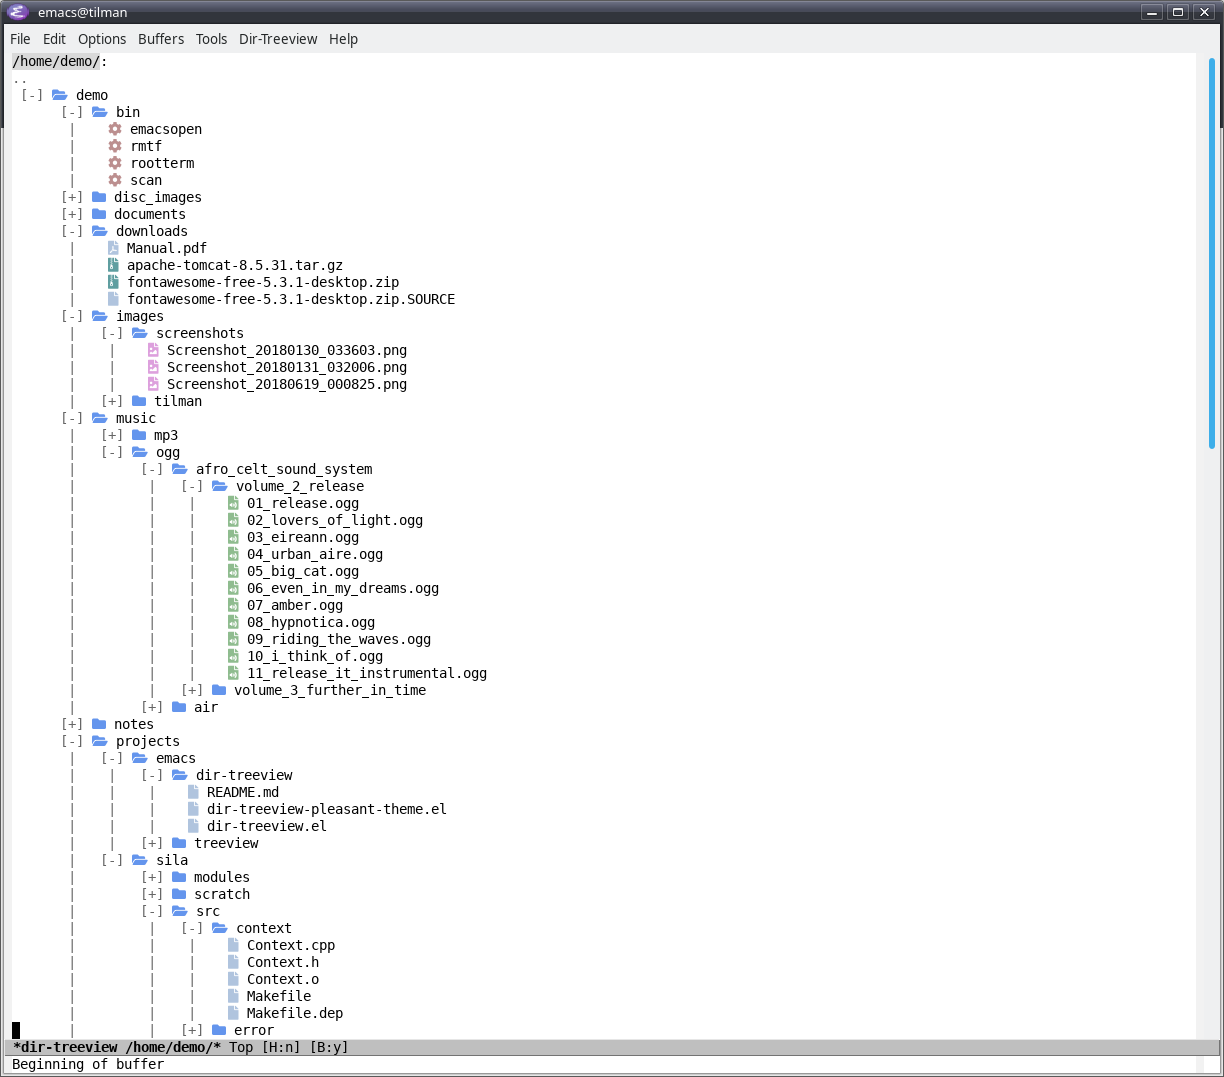 emacs@tilman
File Edit Options Buffers Tools Dir-Treeview Help
/home/demo/:
..
[-] demo
[-] bin
| emacsopen
| rmtf
| rootterm
| scan
[+] disc_images
[+] documents
[-] downloads
| Manual.pdf
| apache-tomcat-8.5.31.tar.gz
| fontawesome-free-5.3.1-desktop.zip
| fontawesome-free-5.3.1-desktop.zip.SOURCE
[-] images
| [-] screenshots
| | Screenshot_20180130_033603.png
| | Screenshot_20180131_032006.png
| | Screenshot_20180619_000825.png
| [+] tilman
[-] music
| [+] mp3
| [-] ogg
| [-] afro_celt_sound_system
| | [-] volume_2_release
| | | 01_release.ogg
| | | 02_lovers_of_light.ogg
| | | 03_eireann.ogg
| | | 04_urban_aire.ogg
| | | 05_big_cat.ogg
| | | 06_even_in_my_dreams.ogg
| | | 07_amber.ogg
| | | 08_hypnotica.ogg
| | | 09_riding_the_waves.ogg
| | | 10_i_think_of.ogg
| | | 11_release_it_instrumental.ogg
| | [+] volume_3_further_in_time
| [+] air
[+] notes
[-] projects
| [-] emacs
| | [-] dir-treeview
| | | README.md
| | | dir-treeview-pleasant-theme.el
| | | dir-treeview.el
| | [+] treeview
| [-] sila
| [+] modules
| [+] scratch
| [-] src
| | [-] context
| | | Context.cpp
| | | Context.h
| | | Context.o
| | | Makefile
| | | Makefile.dep
| | [+] error
*dir-treeview /home/demo/* Top [H:n] [B:y]
Beginning of buffer